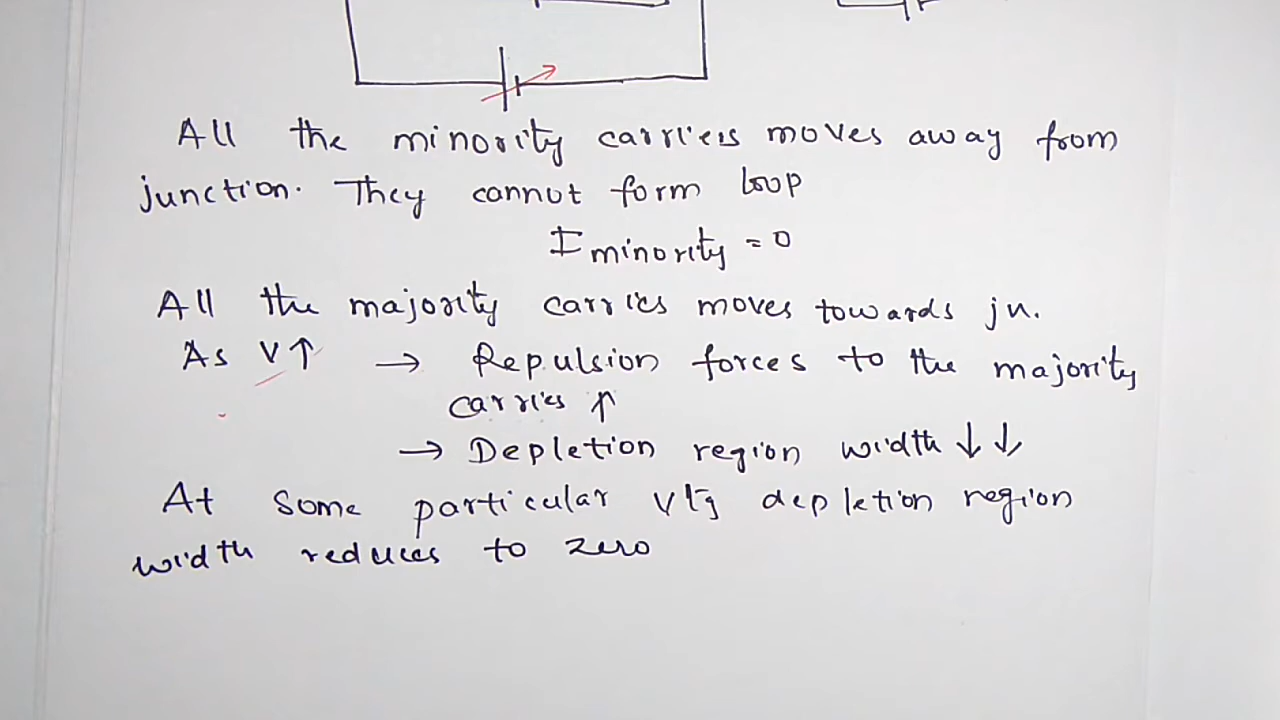 All the minority carriers moves away from
junction. They cannot form loop
I minority = 0
All the majority carries moves towards jn.
As V↑ → Repulsion forces to the majority
carries ↑
→ Depletion region width ↓↓
At some particular vltg depletion region
width reduces to zero